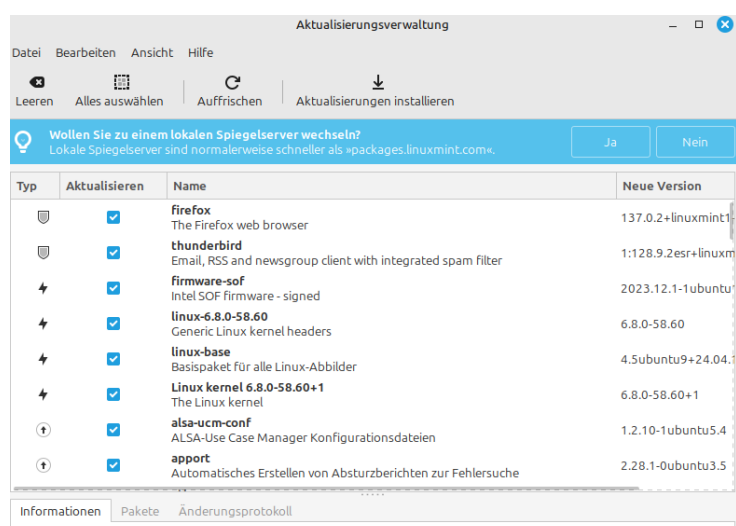 Aktualisierungsverwaltung
Datei Bearbeiten Ansicht Hilfe
Leeren Alles auswählen Auffrischen Aktualisierungen installieren
Wollen Sie zu einem lokalen Spiegelserver wechseln?
Lokale Spiegelserver sind normalerweise schneller als »packages.linuxmint.com«.
Ja Nein
Typ Aktualisieren Name Neue Version
firefox
The Firefox web browser
137.0.2+linuxmint1
thunderbird
Email, RSS and newsgroup client with integrated spam filter
1:128.9.2esr+linuxm
firmware-sof
Intel SOF firmware - signed
2023.12.1-1ubuntu
linux-6.8.0-58.60
Generic Linux kernel headers
6.8.0-58.60
linux-base
Basispaket für alle Linux-Abbilder
4.5ubuntu9+24.04.
Linux kernel 6.8.0-58.60+1
The Linux kernel
6.8.0-58.60+1
alsa-ucm-conf
ALSA-Use Case Manager Konfigurationsdateien
1.2.10-1ubuntu5.4
apport
Automatisches Erstellen von Absturzberichten zur Fehlersuche
2.28.1-0ubuntu3.5
Informationen Pakete Änderungsprotokoll